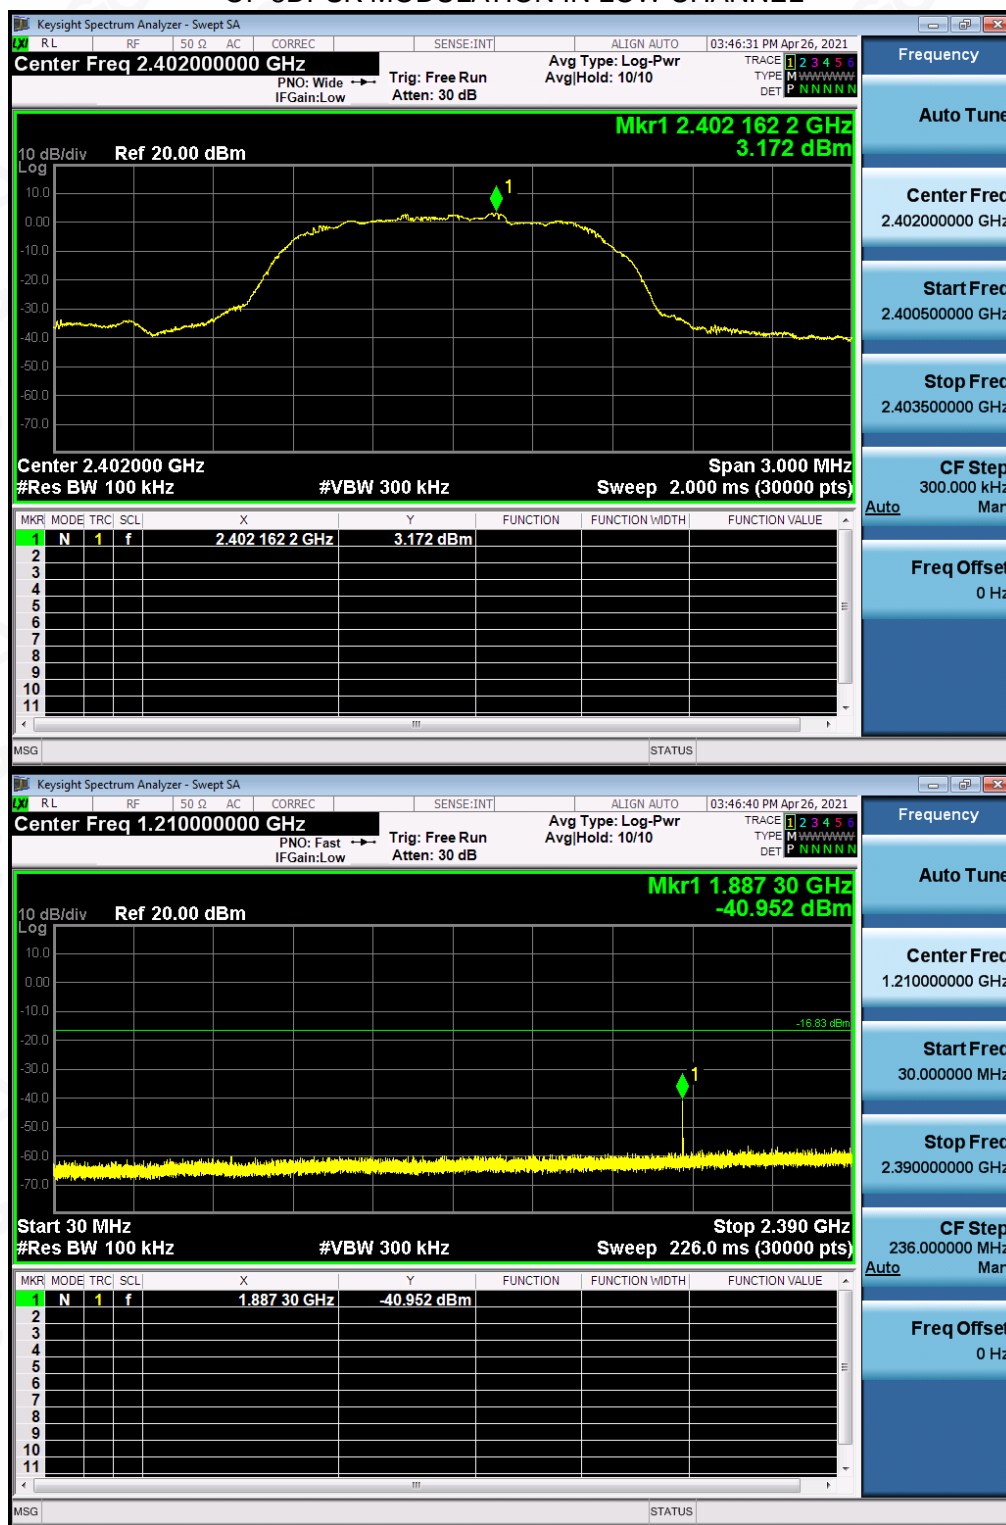 OF 8DPSK MODULATION IN LOW CHANNEL
Keysight Spectrum Analyzer - Swept SA
LXI RL RF 50 Ω AC CORREC SENSE:INT ALIGN AUTO 03:46:31 PM Apr 26, 2021
Center Freq 2.402000000 GHz
PNO: Wide
IFGain:Low
Trig: Free Run
Atten: 30 dB
Avg Type: Log-Pwr
Avg|Hold: 10/10
TRACE 1 2 3 4 5 6
TYPE M WWWWW
DET P N N N N N
Mkr1 2.402 162 2 GHz
3.172 dBm
10 dB/div Ref 20.00 dBm
Log
10.0
0.00
-10.0
-20.0
-30.0
-40.0
-50.0
-60.0
-70.0
1
Center 2.402000 GHz Span 3.000 MHz
#Res BW 100 kHz #VBW 300 kHz Sweep 2.000 ms (30000 pts)
MKR MODE TRC SCL X Y FUNCTION FUNCTION WIDTH FUNCTION VALUE
1 N 1 f 2.402 162 2 GHz 3.172 dBm
2
3
4
5
6
7
8
9
10
11
MSG STATUS
Frequency
Auto Tune
Center Freq
2.402000000 GHz
Start Freq
2.400500000 GHz
Stop Freq
2.403500000 GHz
CF Step
300.000 kHz
Auto Man
Freq Offset
0 Hz
Keysight Spectrum Analyzer - Swept SA
LXI RL RF 50 Ω AC CORREC SENSE:INT ALIGN AUTO 03:46:40 PM Apr 26, 2021
Center Freq 1.210000000 GHz
PNO: Fast
IFGain:Low
Trig: Free Run
Atten: 30 dB
Avg Type: Log-Pwr
Avg|Hold: 10/10
TRACE 1 2 3 4 5 6
TYPE M WWWWW
DET P N N N N N
Mkr1 1.887 30 GHz
-40.952 dBm
10 dB/div Ref 20.00 dBm
Log
10.0
0.00
-10.0
-20.0
-30.0
-40.0
-50.0
-60.0
-70.0
-16.83 dBm
1
Start 30 MHz Stop 2.390 GHz
#Res BW 100 kHz #VBW 300 kHz Sweep 226.0 ms (30000 pts)
MKR MODE TRC SCL X Y FUNCTION FUNCTION WIDTH FUNCTION VALUE
1 N 1 f 1.887 30 GHz -40.952 dBm
2
3
4
5
6
7
8
9
10
11
MSG STATUS
Frequency
Auto Tune
Center Freq
1.210000000 GHz
Start Freq
30.000000 MHz
Stop Freq
2.390000000 GHz
CF Step
236.000000 MHz
Auto Man
Freq Offset
0 Hz